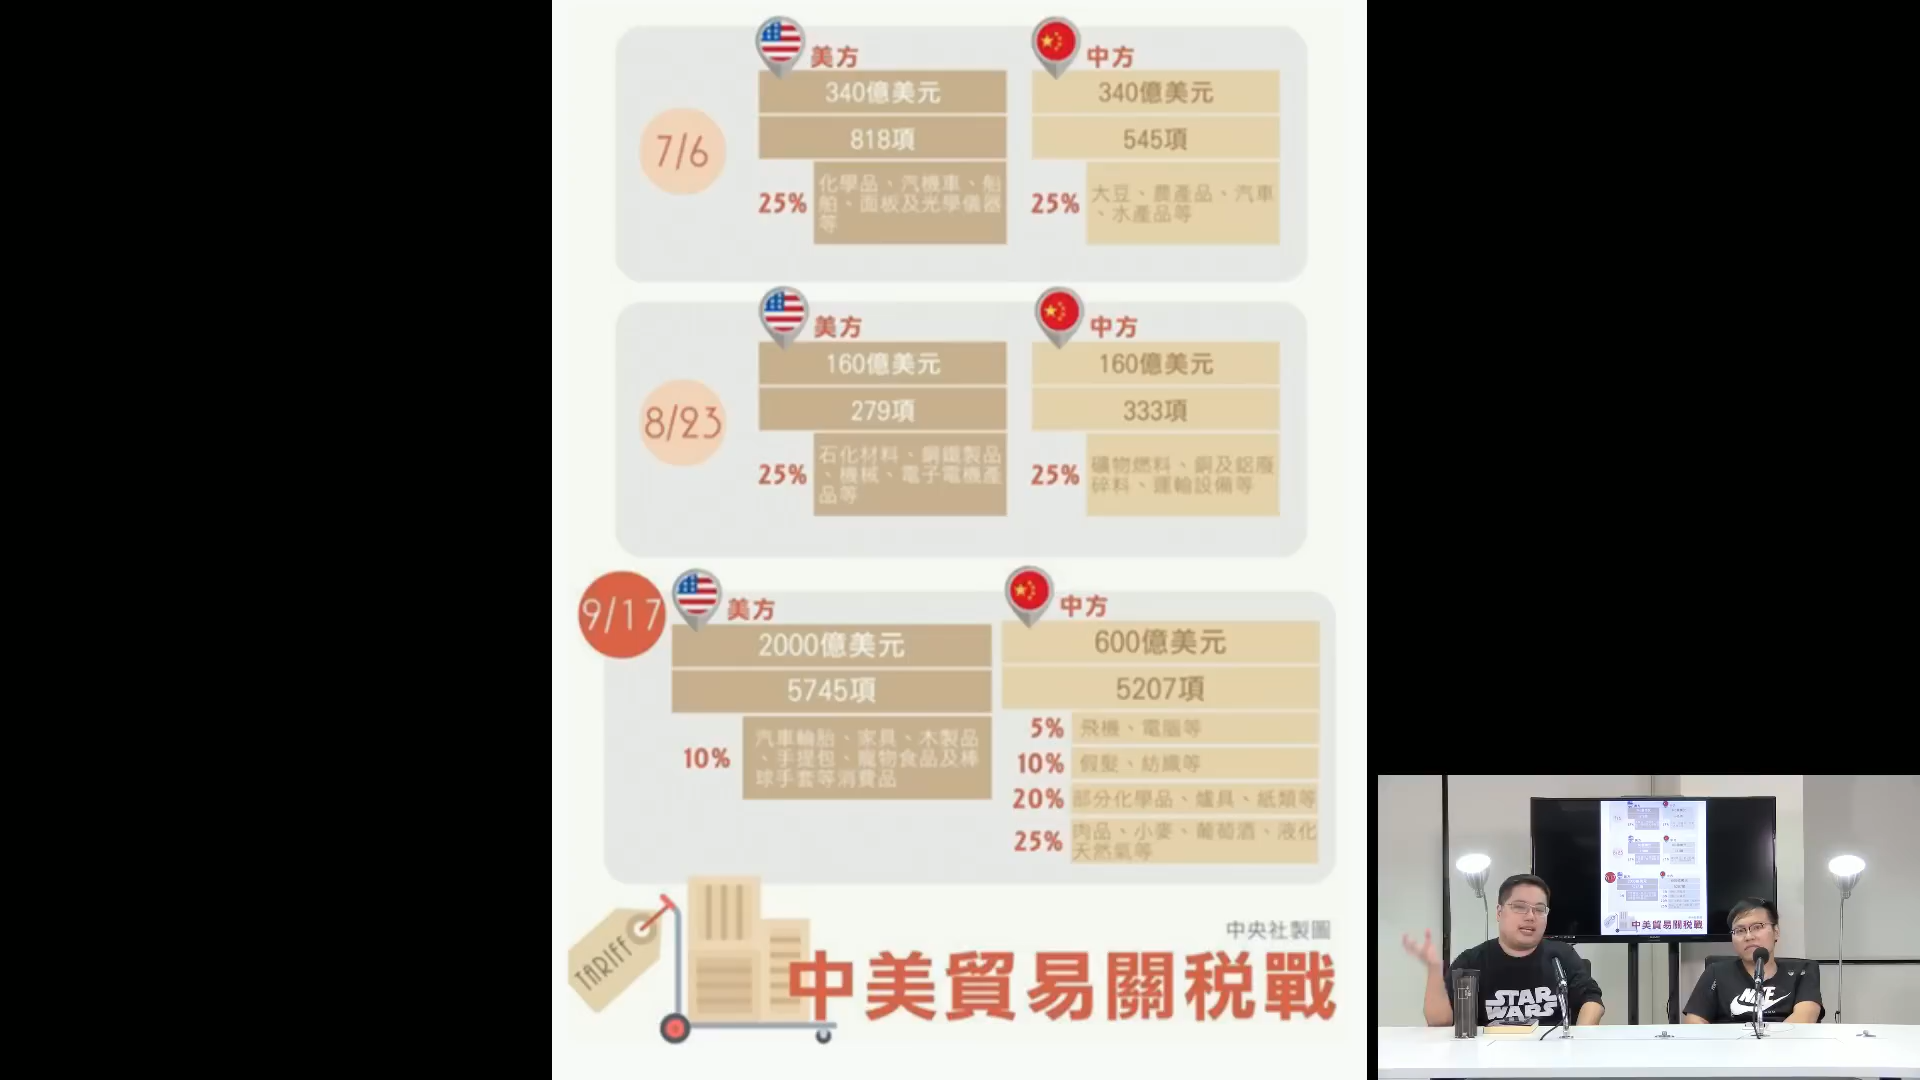 美方
中方
7/6
340億美元
340億美元
818項
545項
25%
化學品、汽機車、船
舶、面板及光學儀器
等
25%
大豆、農產品、汽車
、水產品等
美方
中方
8/23
160億美元
160億美元
279項
333項
25%
石化材料、鋼鐵製品
、機械、電子電機產
品等
25%
礦物燃料、銅及鋁廢
碎料、運輸設備等
9/17
美方
中方
2000億美元
600億美元
5745項
5207項
10%
汽車輪胎、家具、木製品
、手提包、寵物食品及棒
球手套等消費品
5%
飛機、電腦等
10%
假髮、紡織等
20%
部分化學品、爐具、紙類等
25%
肉品、小麥、葡萄酒、液化
天然氣等
TARIFF
中央社製圖
中美貿易關税戰
中美貿易關税戰
STAR
WARS
NIKE